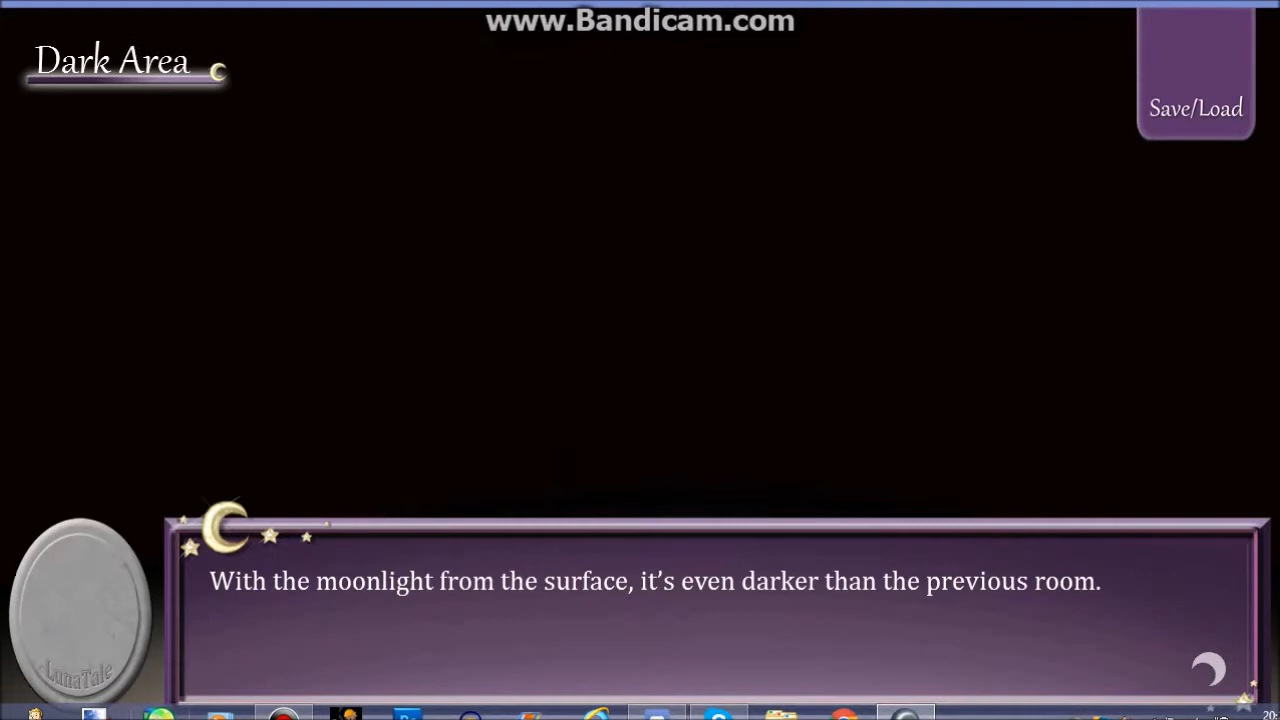 www.Bandicam.com
Dark Area
Save/Load
With the moonlight from the surface, it's even darker than the previous room.
LunaTale